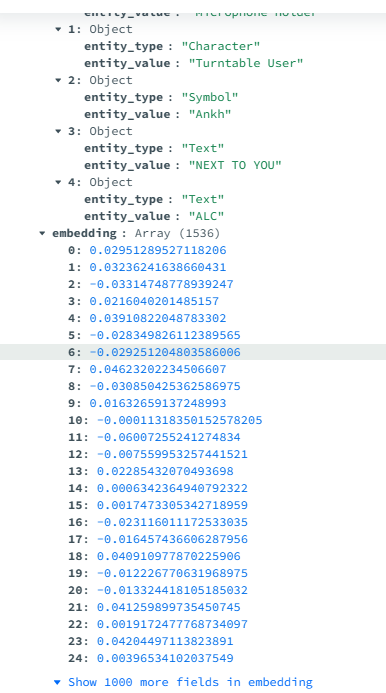 entity_value : "Microphone Holder"
1: Object
entity_type : "Character"
entity_value : "Turntable User"
2: Object
entity_type : "Symbol"
entity_value : "Ankh"
3: Object
entity_type : "Text"
entity_value : "NEXT TO YOU"
4: Object
entity_type : "Text"
entity_value : "ALC"
embedding : Array (1536)
0: 0.02951289527118206
1: 0.03236241638660431
2: -0.03314748778939247
3: 0.0216040201485157
4: 0.03910822048783302
5: -0.028349826112389565
6: -0.029251204803586006
7: 0.04623202234506607
8: -0.030850425362586975
9: 0.01632659137248993
10: -0.00011318350152578205
11: -0.06007255241274834
12: -0.007559953257441521
13: 0.02285432070493698
14: 0.0006342364940792322
15: 0.0017473305342718959
16: -0.023116011172533035
17: -0.016457436606287956
18: 0.040910977870225906
19: -0.012226770631968975
20: -0.013324418105185032
21: 0.041259899735450745
22: 0.0019172477768734097
23: 0.04204497113823891
24: 0.00396534102037549
Show 1000 more fields in embedding